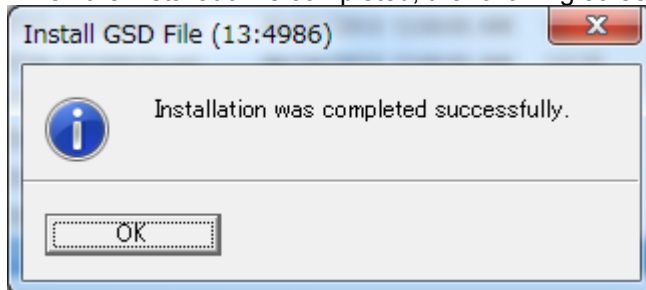 Install GSD File (13:4986)
Installation was completed successfully.
OK